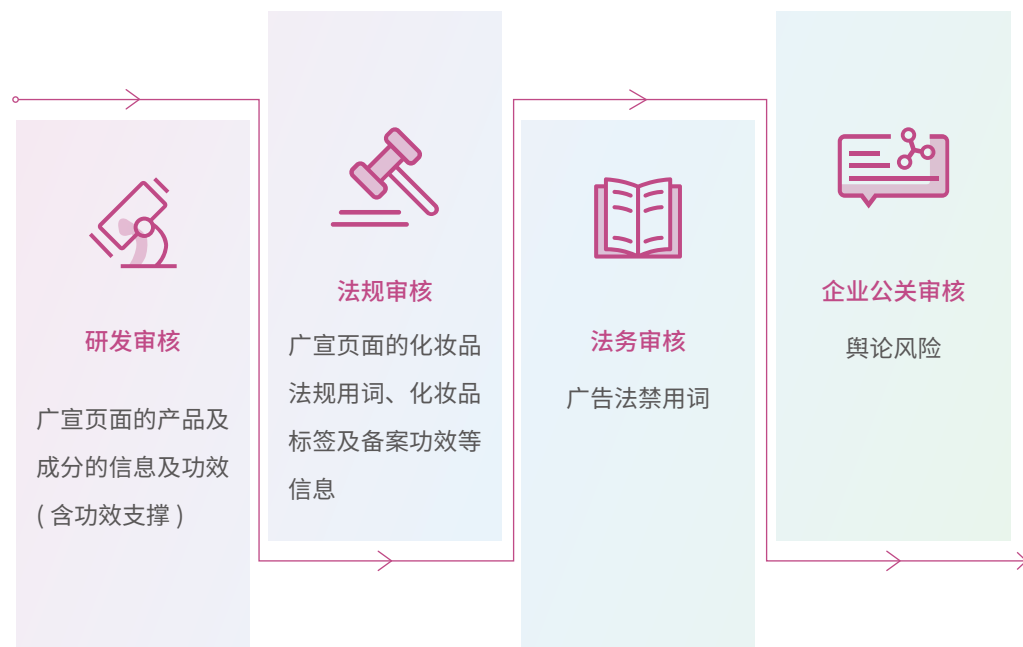 研发审核
广宣页面的产品及
成分的信息及功效
( 含功效支撑 )
法规审核
广宣页面的化妆品
法规用词、化妆品
标签及备案功效等
信息
法务审核
广告法禁用词
企业公关审核
舆论风险